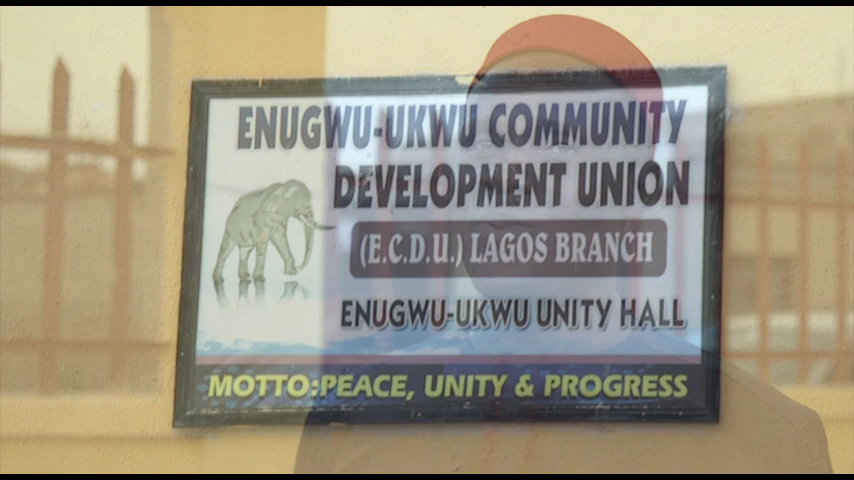 ENUGWU-UKWU COMMUNITY
DEVELOPMENT UNION
(E.C.D.U.) LAGOS BRANCH
ENUGWU-UKWU UNITY HALL
MOTTO:PEACE, UNITY & PROGRESS